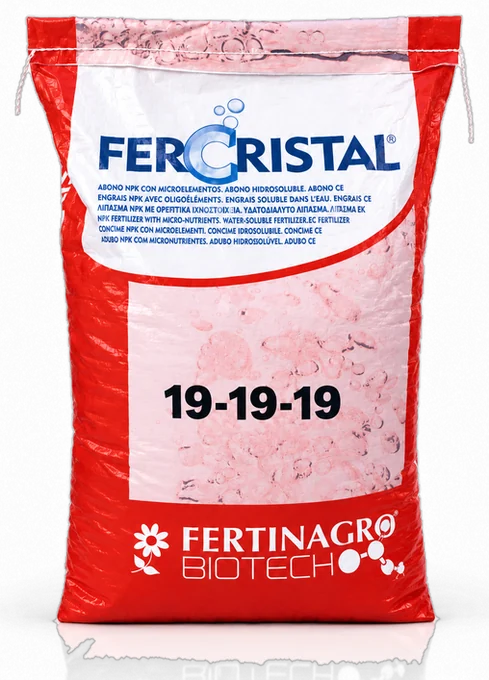 FERCRISTAL®
ABONO NPK CON MICROELEMENTOS. ABONO HIDROSOLUBLE. ABONO CE
ENGRAIS NPK AVEC OLIGOÉLÉMENTS. ENGRAIS SOLUBLE DANS L'EAU. ENGRAIS CE
ΛΙΠΑΣΜΑ NPK ΜΕ ΘΡΕΠΤΙΚΑ ΙΧΝΟΣΤΟΙΧΕΙΑ. ΥΔΑΤΟΔΙΑΛΥΤΟ ΛΙΠΑΣΜΑ. ΛΙΠΑΣΜΑ ΕΚ
NPK FERTILIZER WITH MICRO-NUTRIENTS. WATER-SOLUBLE FERTILIZER.EC FERTILIZER
CONCIME NPK CON MICROELEMENTI. CONCIME IDROSOLUBILE. CONCIME CE
ADUBO NPK COM MICRONUTRIENTES. ADUBO HIDROSSOLÚVEL. ADUBO CE
19-19-19
FERTINAGRO®
BIOTECH